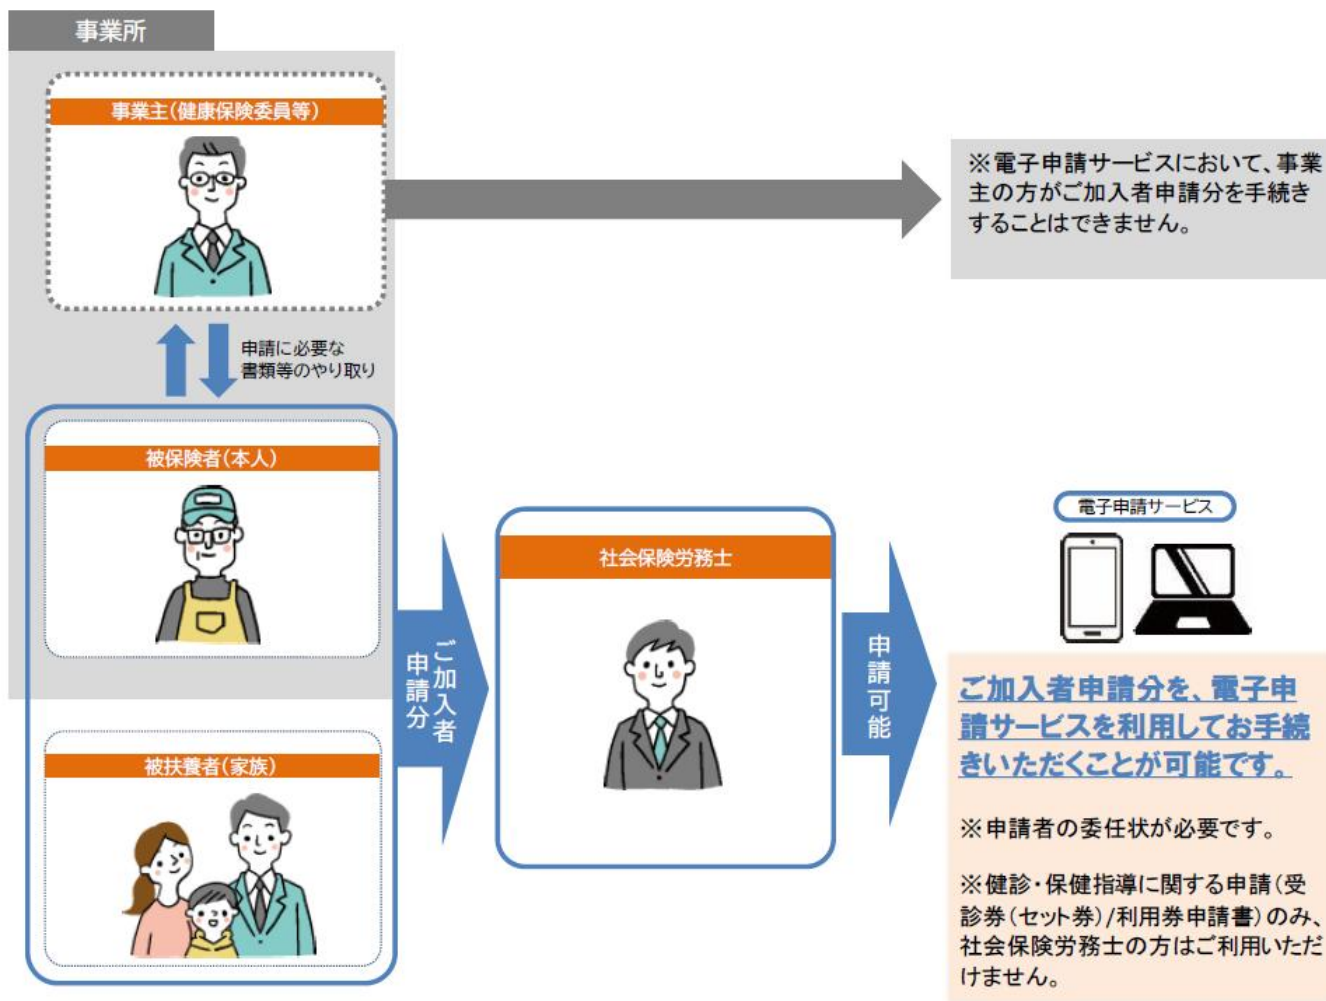 事業所
事業主(健康保険委員等)
※電子申請サービスにおいて、事業
主の方がご加入者申請分を手続き
することはできません。
申請に必要な
書類等のやり取り
被保険者(本人)
被扶養者(家族)
ご加入者
申請分
社会保険労務士
申請可能
電子申請サービス
ご加入者申請分を、電子申
請サービスを利用してお手続
きいただくことが可能です。
※申請者の委任状が必要です。
※健診・保健指導に関する申請(受
診券(セット券)/利用券申請書)のみ、
社会保険労務士の方はご利用いただ
けません。